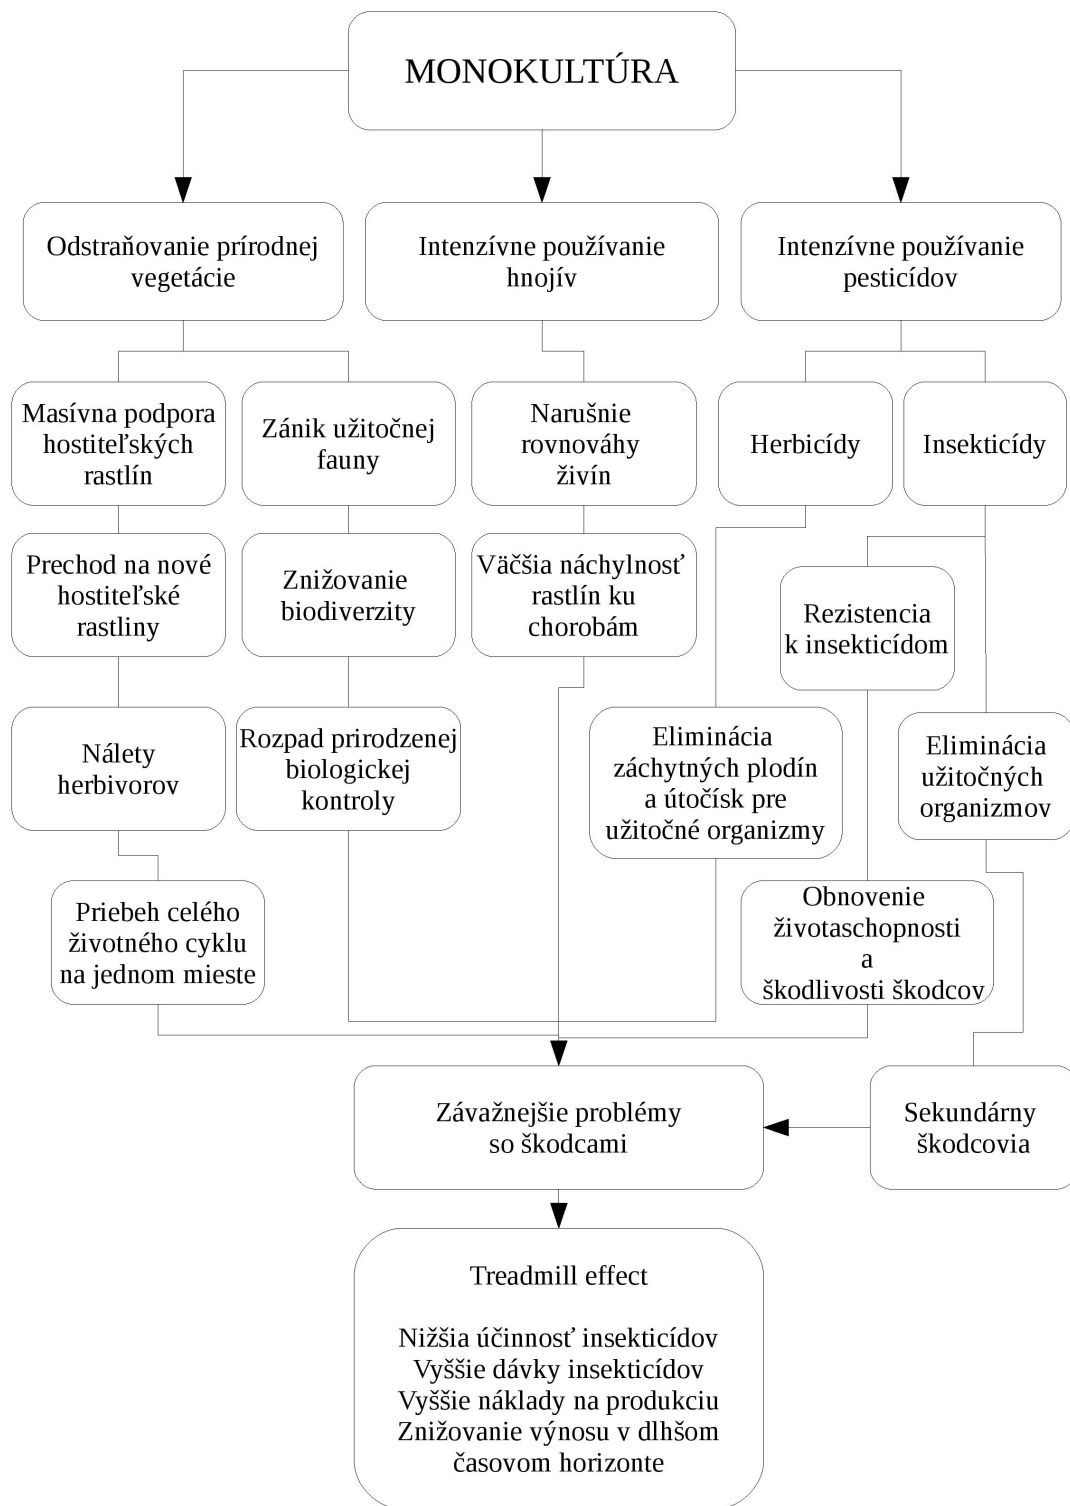 MONOKULTÚRA
Odstraňovanie prírodnej
vegetácie
Intenzívne používanie
hnojív
Intenzívne používanie
pesticídov
Masívna podpora
hostiteľských
rastlín
Zánik užitočnej
fauny
Narušnie
rovnováhy
živín
Herbicídy
Insekticídy
Prechod na nové
hostiteľské
rastliny
Znižovanie
biodiverzity
Väčšia náchylnosť
rastlín ku
chorobám
Rezistencia
k insekticídom
Nálety
herbivorov
Rozpad prirodzenej
biologickej
kontroly
Eliminácia
záchytných plodín
a útočísk pre
užitočné organizmy
Eliminácia
užitočných
organizmov
Priebeh celého
životného cyklu
na jednom mieste
Obnovenie
životaschopnosti
a
škodlivosti škodcov
Závažnejšie problémy
so škodcami
Sekundárny
škodcovia
Treadmill effect
Nižšia účinnosť insekticídov
Vyššie dávky insekticídov
Vyššie náklady na produkciu
Znižovanie výnosu v dlhšom
časovom horizonte